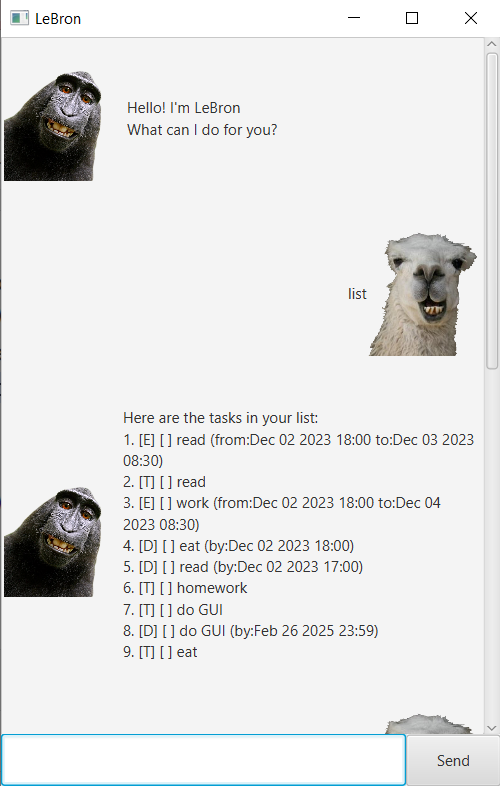 LeBron
Hello! I'm LeBron
What can I do for you?
list
Here are the tasks in your list:
1. [E] [ ] read (from:Dec 02 2023 18:00 to:Dec 03 2023
08:30)
2. [T] [ ] read
3. [E] [ ] work (from:Dec 02 2023 18:00 to:Dec 04
2023 08:30)
4. [D] [ ] eat (by:Dec 02 2023 18:00)
5. [D] [ ] read (by:Dec 02 2023 17:00)
6. [T] [ ] homework
7. [T] [ ] do GUI
8. [D] [ ] do GUI (by:Feb 26 2025 23:59)
9. [T] [ ] eat
Send